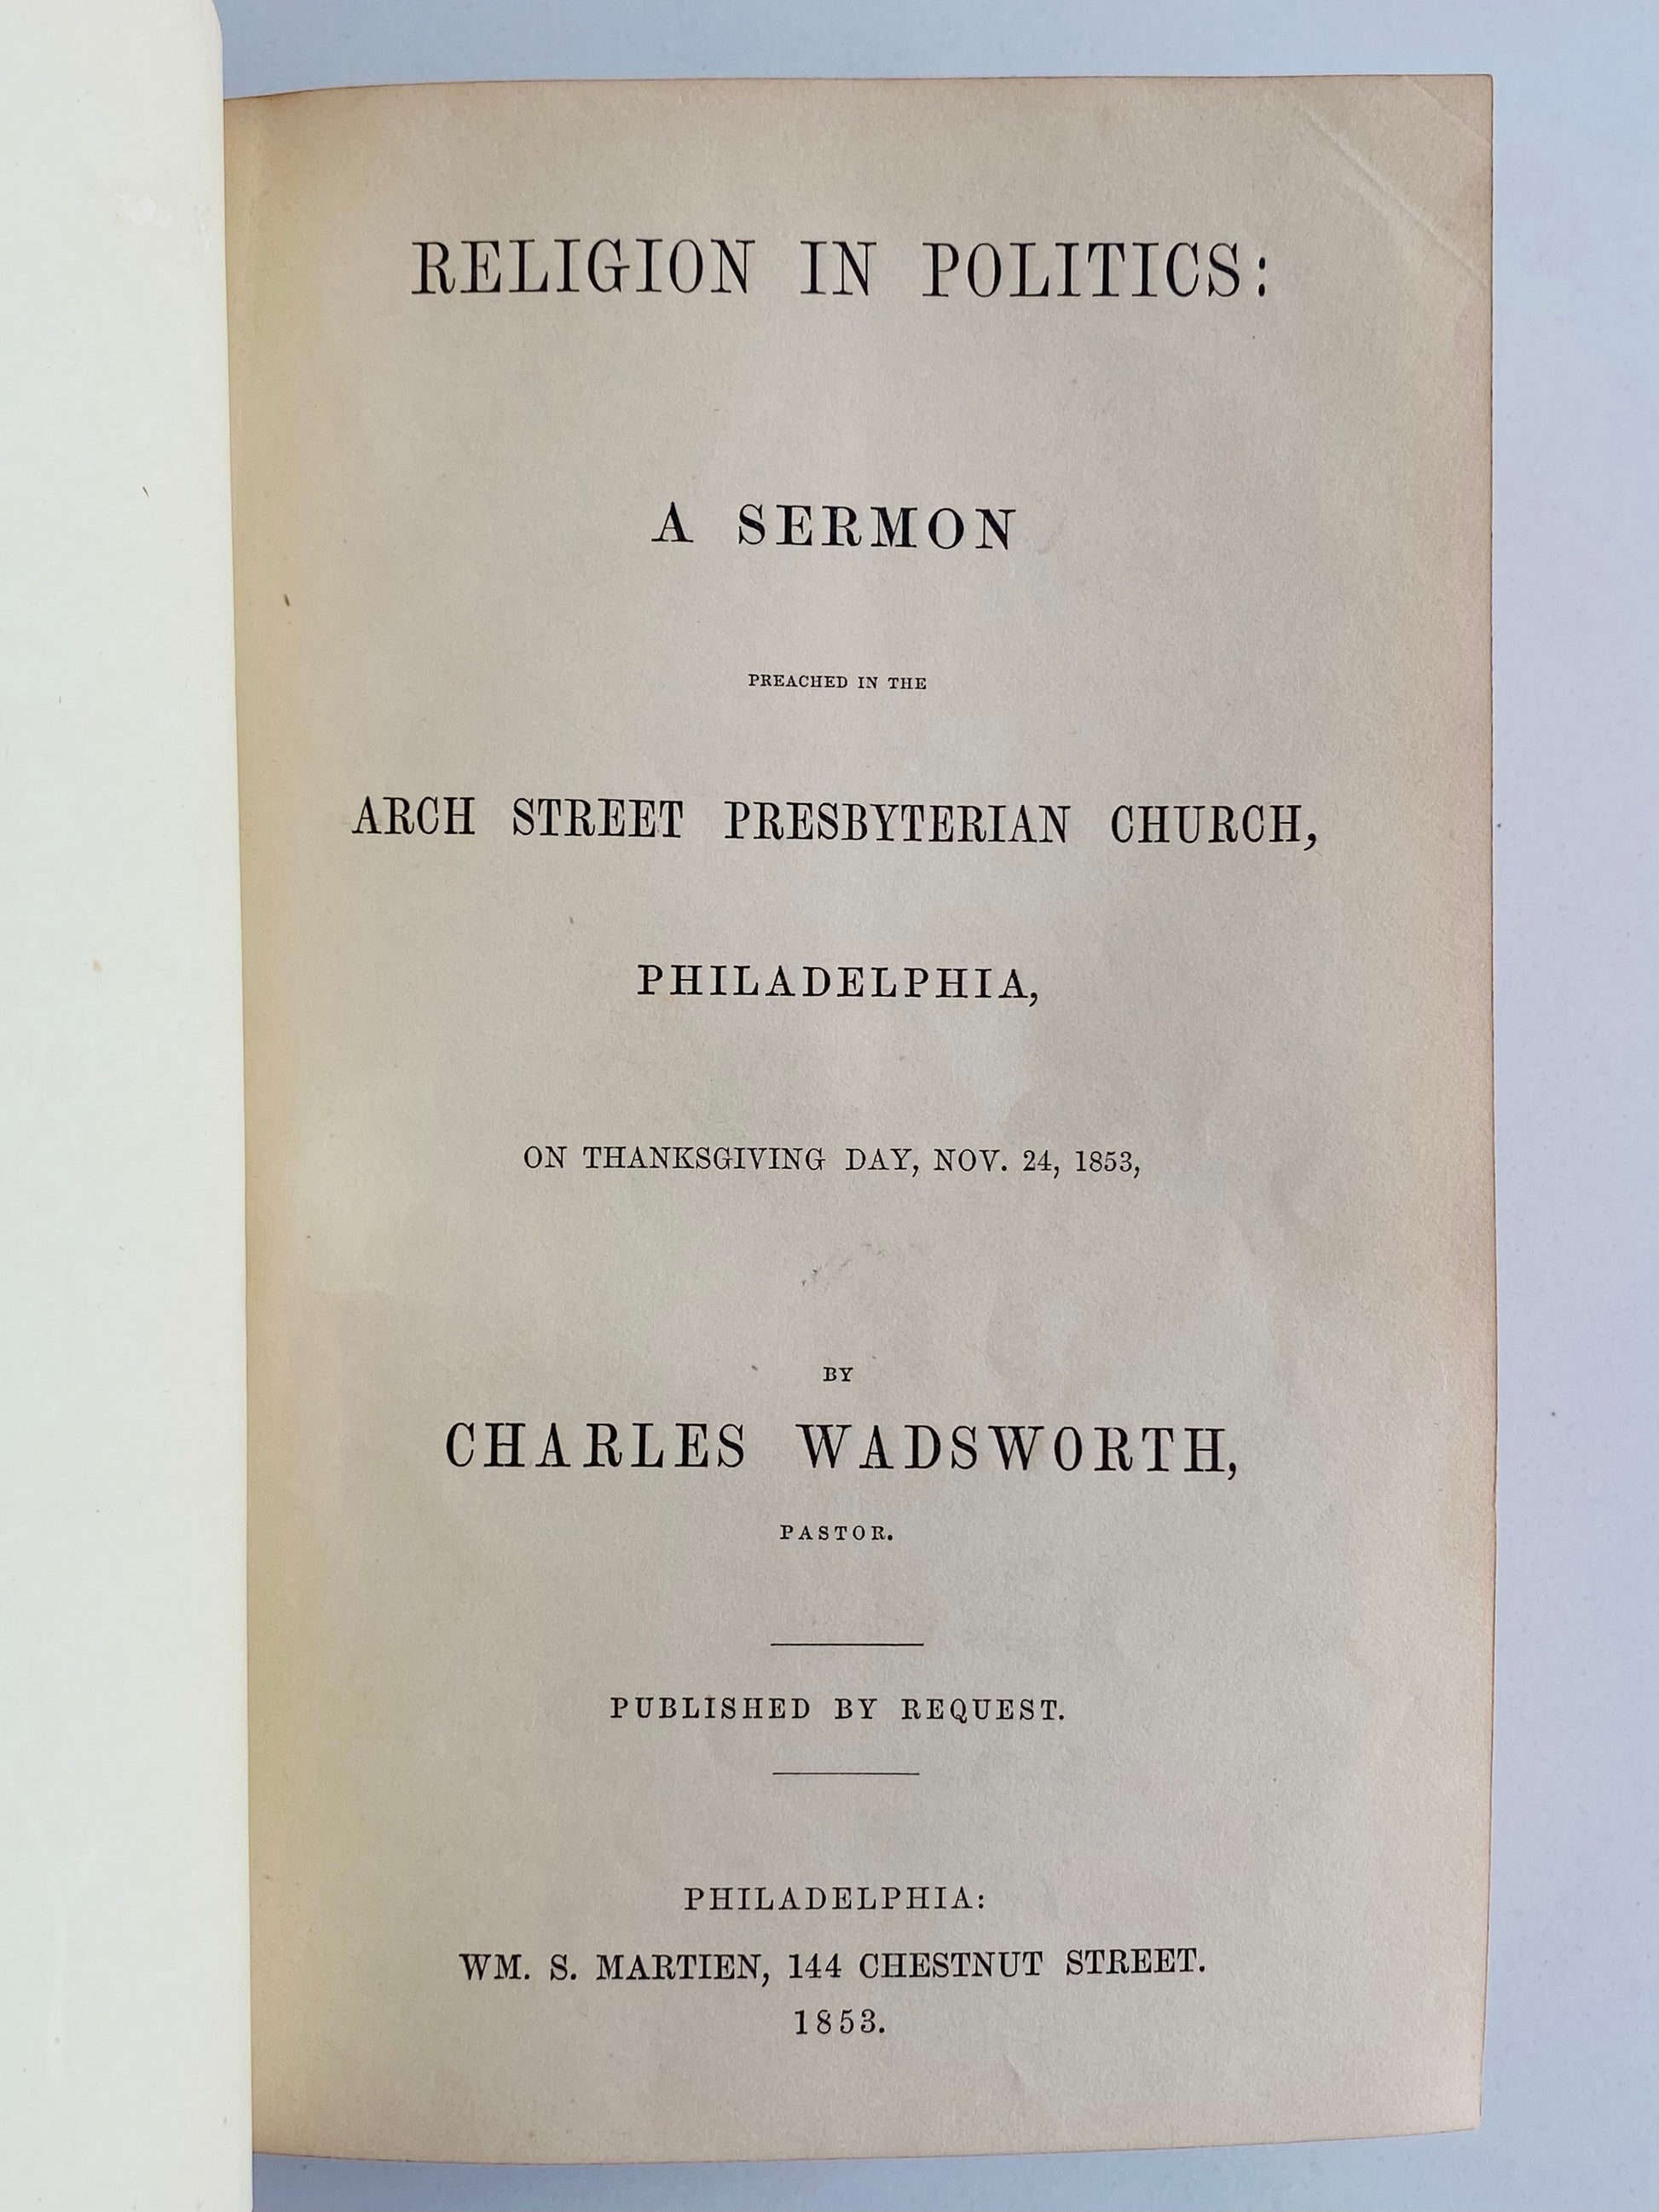 RELIGION IN POLITICS:
A SERMON
PREACHED IN THE
ARCH STREET PRESBYTERIAN CHURCH,
PHILADELPHIA,
ON THANKSGIVING DAY, NOV. 24, 1853,
BY
CHARLES WADSWORTH,
PASTOR.
PUBLISHED BY REQUEST.
PHILADELPHIA:
WM. S. MARTIEN, 144 CHESTNUT STREET.
1853.